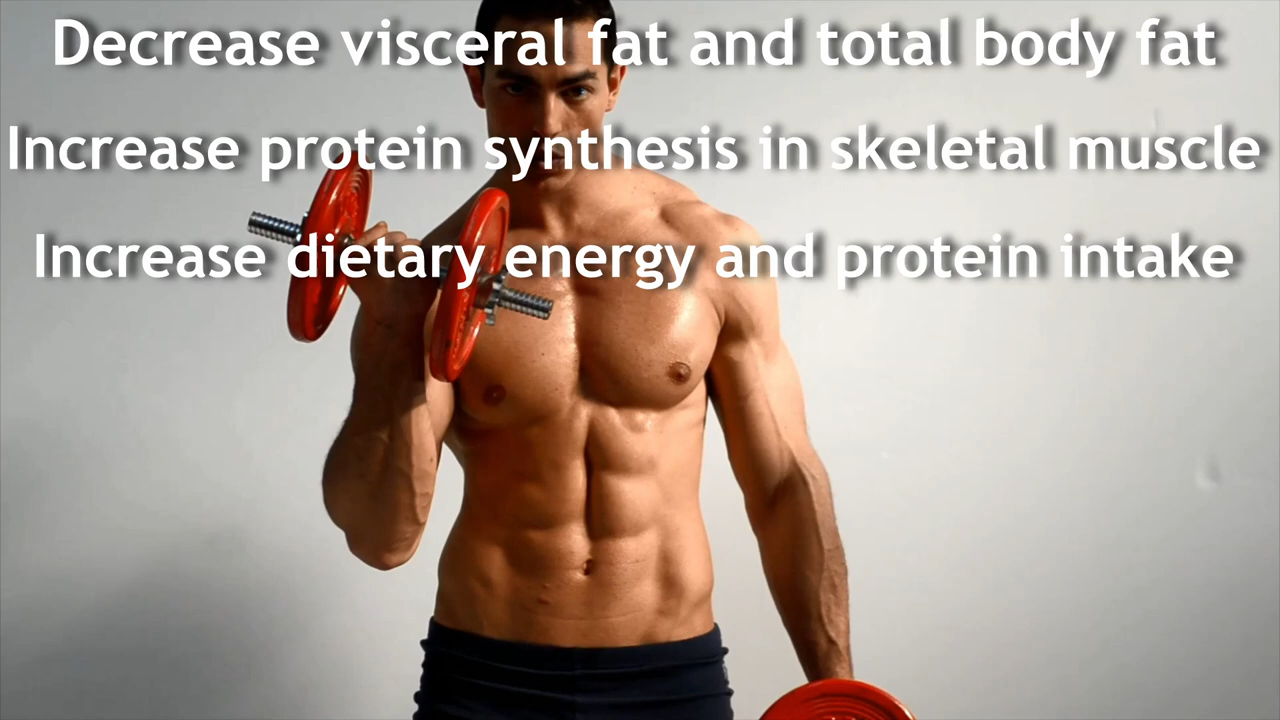 Decrease visceral fat and total body fat
Increase protein synthesis in skeletal muscle
Increase dietary energy and protein intake